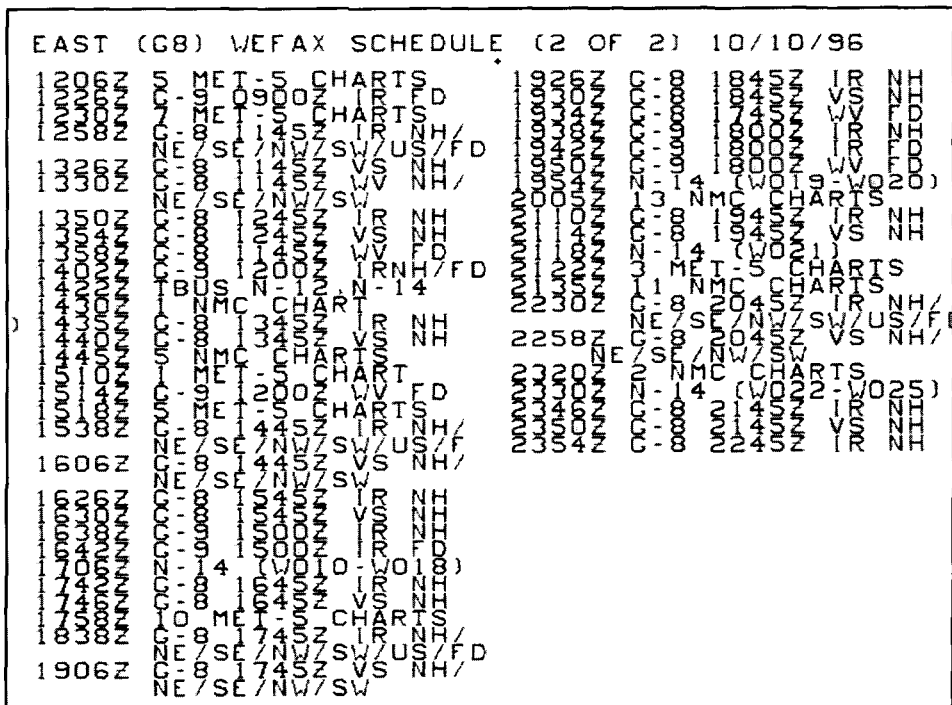 EAST (G8) WEFAX SCHEDULE (2 OF 2) 10/10/96
1206Z 5 MET-5 CHARTS
1226Z G-9 0900Z IR FD
1230Z 7 MET-5 CHARTS
1258Z G-8 1145Z IR NH/
NE/SE/NW/SW/US/FD
1326Z G-8 1145Z VS NH
1330Z G-8 1145Z WV NH/
NE/SE/NW/SW
1350Z G-8 1245Z IR NH
1354Z G-8 1245Z VS NH
1358Z G-8 1145Z WV FD
1402Z G-9 1200Z IRNH/FD
1422Z TBUS N-12,N-14
1430Z 1 NMC CHART
1435Z G-8 1345Z IR NH
1440Z G-8 1345Z VS NH
1445Z 5 NMC CHARTS
1510Z 1 MET-5 CHART
1514Z G-9 1200Z WV FD
1518Z 5 MET-5 CHARTS
1538Z G-8 1445Z IR NH/
NE/SE/NW/SW/US/F
1606Z G-8 1445Z VS NH/
NE/SE/NW/SW
1626Z G-8 1545Z IR NH
1630Z G-8 1545Z VS NH
1638Z G-9 1500Z IR NH
1642Z G-9 1500Z IR FD
1706Z N-14 (W010-W018)
1742Z G-8 1645Z IR NH
1746Z G-8 1645Z VS NH
1758Z 10 MET-5 CHARTS
1838Z G-8 1745Z IR NH/
NE/SE/NW/SW/US/FD
1906Z G-8 1745Z VS NH/
NE/SE/NW/SW
1926Z G-8 1845Z IR NH
1930Z G-8 1845Z VS NH
1934Z G-8 1745Z WV FD
1938Z G-9 1800Z IR NH
1942Z G-9 1800Z IR FD
1950Z G-9 1800Z WV FD
1954Z N-14 (W019-W020)
2005Z 13 NMC CHARTS
2110Z G-8 1945Z IR NH
2114Z G-8 1945Z VS NH
2118Z N-14 (W021)
2122Z 3 MET-5 CHARTS
2135Z 11 NMC CHARTS
2230Z G-8 2045Z IR NH/
NE/SE/NW/SW/US/FD
2258Z G-8 2045Z VS NH/
NE/SE/NW/SW
2320Z 2 NMC CHARTS
2330Z N-14 (W022-W025)
2346Z G-8 2145Z IR NH
2350Z G-8 2145Z VS NH
2354Z G-8 2245Z IR NH